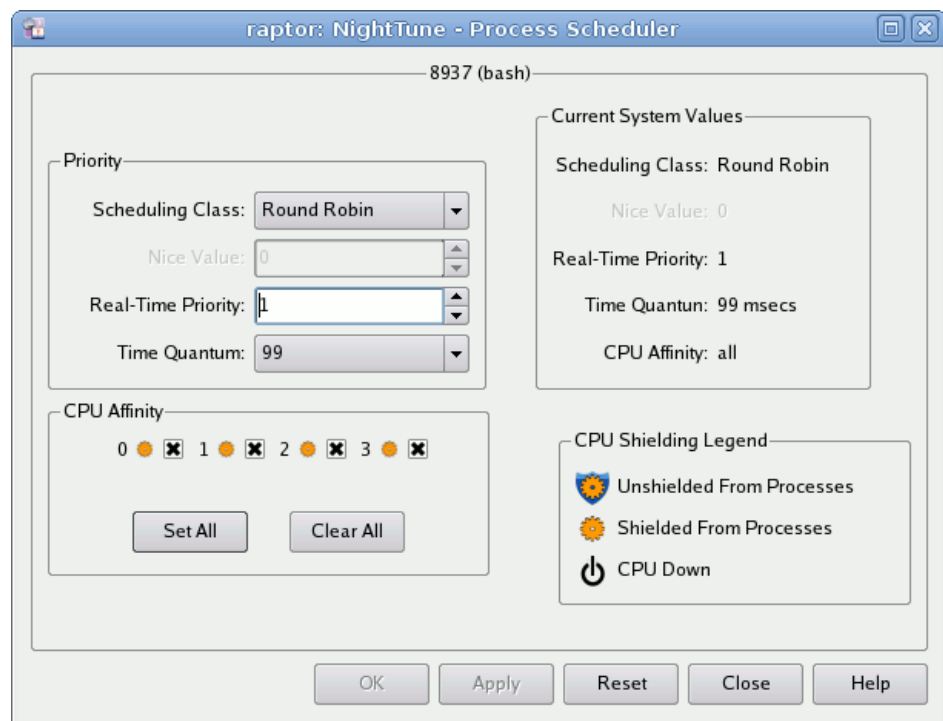 raptor: NightTune - Process Scheduler
8937 (bash)
Priority
Scheduling Class: Round Robin
Nice Value: 0
Real-Time Priority: 1
Time Quantum: 99
Current System Values
Scheduling Class: Round Robin
Nice Value: 0
Real-Time Priority: 1
Time Quantun: 99 msecs
CPU Affinity: all
CPU Affinity
0 1 2 3
Set All Clear All
CPU Shielding Legend
Unshielded From Processes
Shielded From Processes
CPU Down
OK Apply Reset Close Help